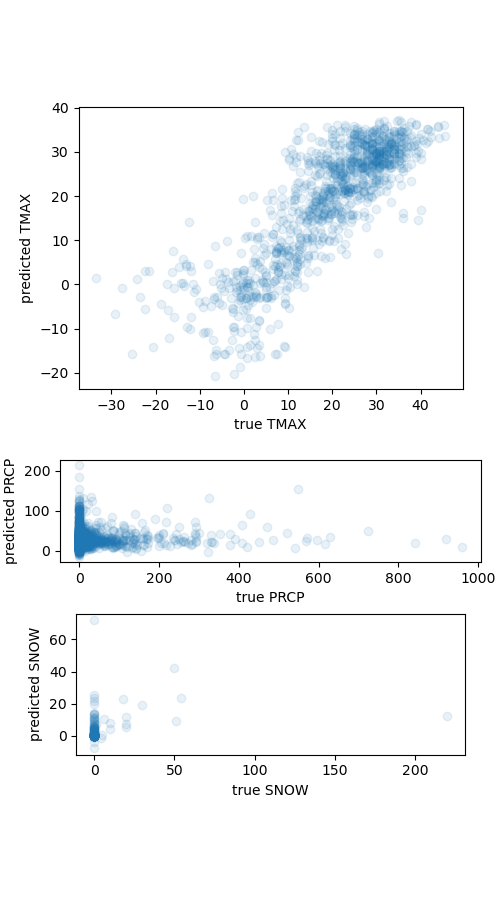 40
30
20
10
0
−10
−20
predicted TMAX
−30 −20 −10 0 10 20 30 40
true TMAX
200
100
0
predicted PRCP
0 200 400 600 800 1000
true PRCP
60
40
20
0
predicted SNOW
0 50 100 150 200
true SNOW